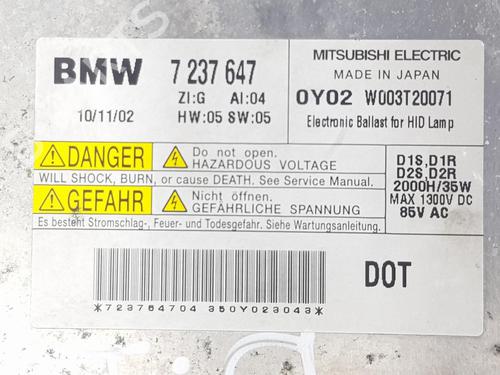 BMW 7 237 647
MITSUBISHI ELECTRIC
MADE IN JAPAN
ZI:G AI:04
10/11/02 HW:05 SW:05
0Y02 W003T20071
Electronic Ballast for HID Lamp
DANGER Do not open.
HAZARDOUS VOLTAGE
WILL SHOCK, BURN, or cause DEATH. See Service Manual.
GEFAHR Nicht öffnen.
GEFÄHRLICHE SPANNUNG
Es besteht Stromschlag-, Feuer- und Todesgefahr. Siehe Wartungsanleitung.
D1S,D1R
D2S,D2R
2000H/35W
MAX 1300V DC
85V AC
DOT
*723764704 350Y023043*